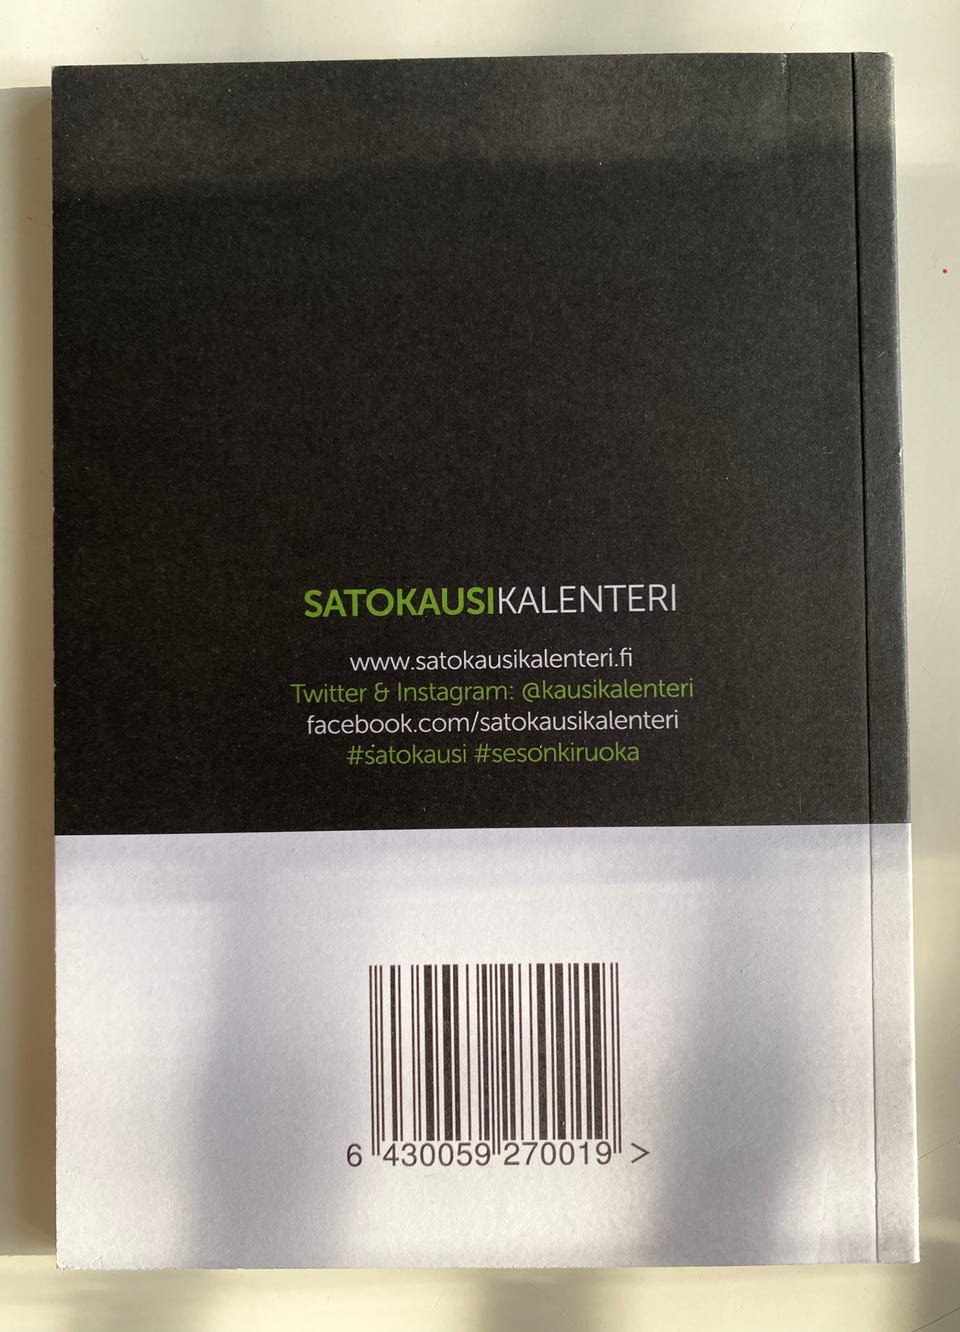 SATOKAUSIKALENTERI
www.satokausikalenteri.fi
Twitter & Instagram: @kausikalenteri
facebook.com/satokausikalenteri
#satokausi #sesonkiruoka
6 430059 270019 >